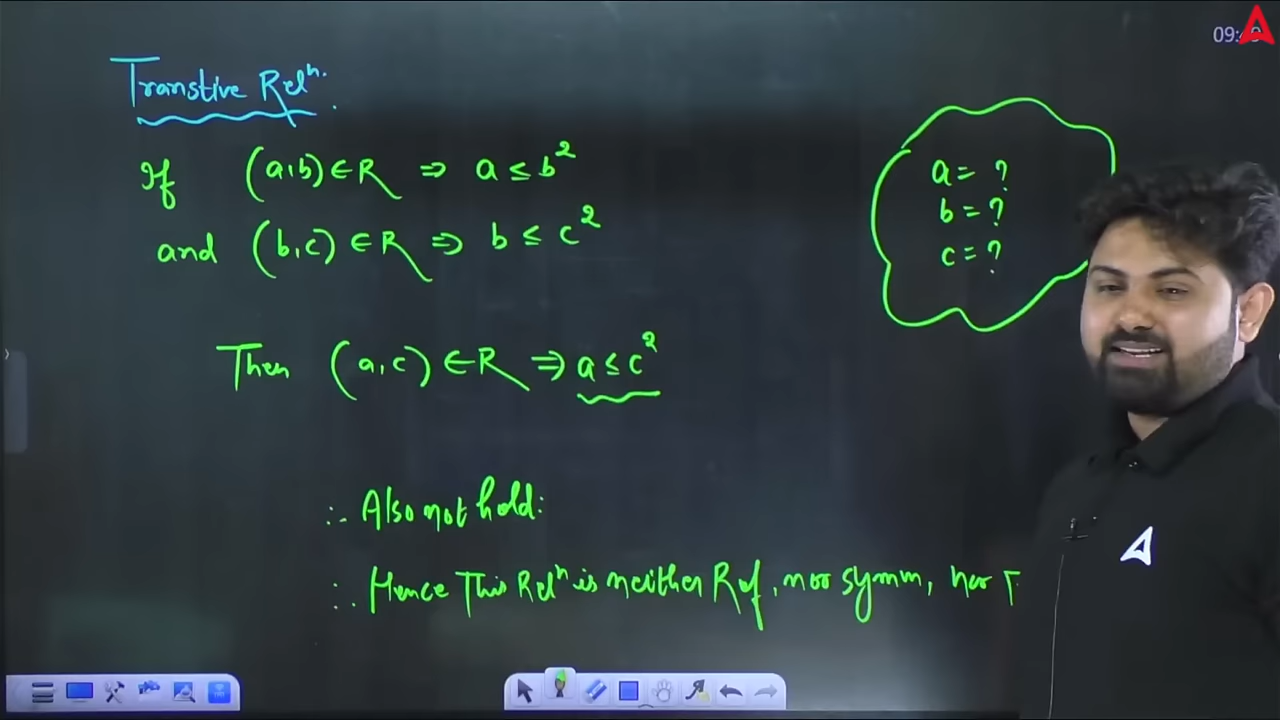 Transtive Relⁿ.
If (a,b) ∈ R ⇒ a ≤ b²
and (b,c) ∈ R ⇒ b ≤ c²
Then (a,c) ∈ R ⇒ a ≤ c²
∴ Also not hold.
∴ Hence This Relⁿ is neither Ref, nor symm, nor T
a = ?
b = ?
c = ?